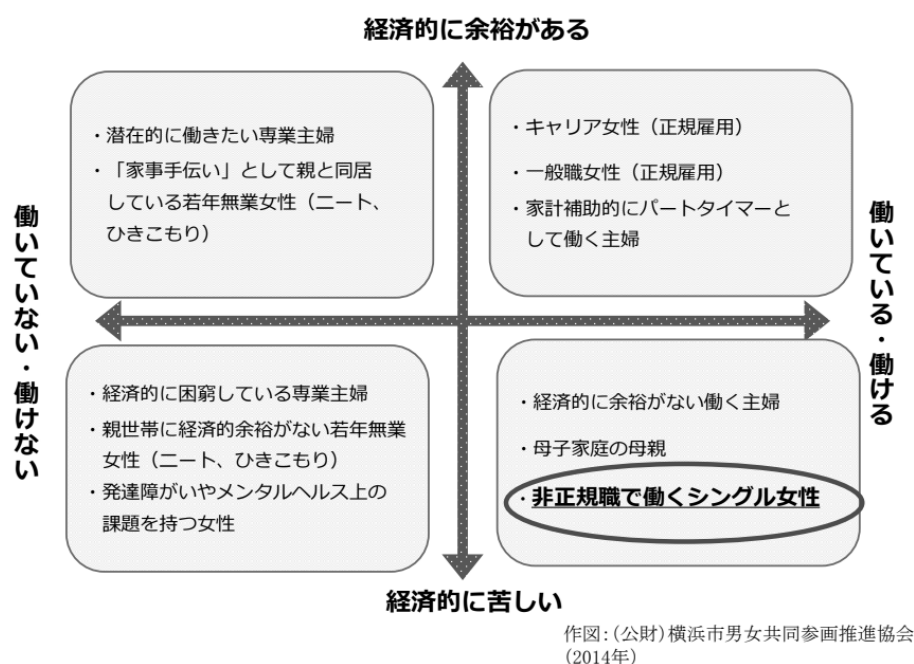 経済的に余裕がある
・潜在的に働きたい専業主婦
・「家事手伝い」として親と同居
している若年無業女性（ニート、
ひきこもり）
・キャリア女性（正規雇用）
・一般職女性（正規雇用）
・家計補助的にパートタイマーと
して働く主婦
働いていない・働けない
働いている・働ける
・経済的に困窮している専業主婦
・親世帯に経済的余裕がない若年無業
女性（ニート、ひきこもり）
・発達障がいやメンタルヘルス上の
課題を持つ女性
・経済的に余裕がない働く主婦
・母子家庭の母親
・非正規職で働くシングル女性
経済的に苦しい
作図:(公財)横浜市男女共同参画推進協会
(2014年)